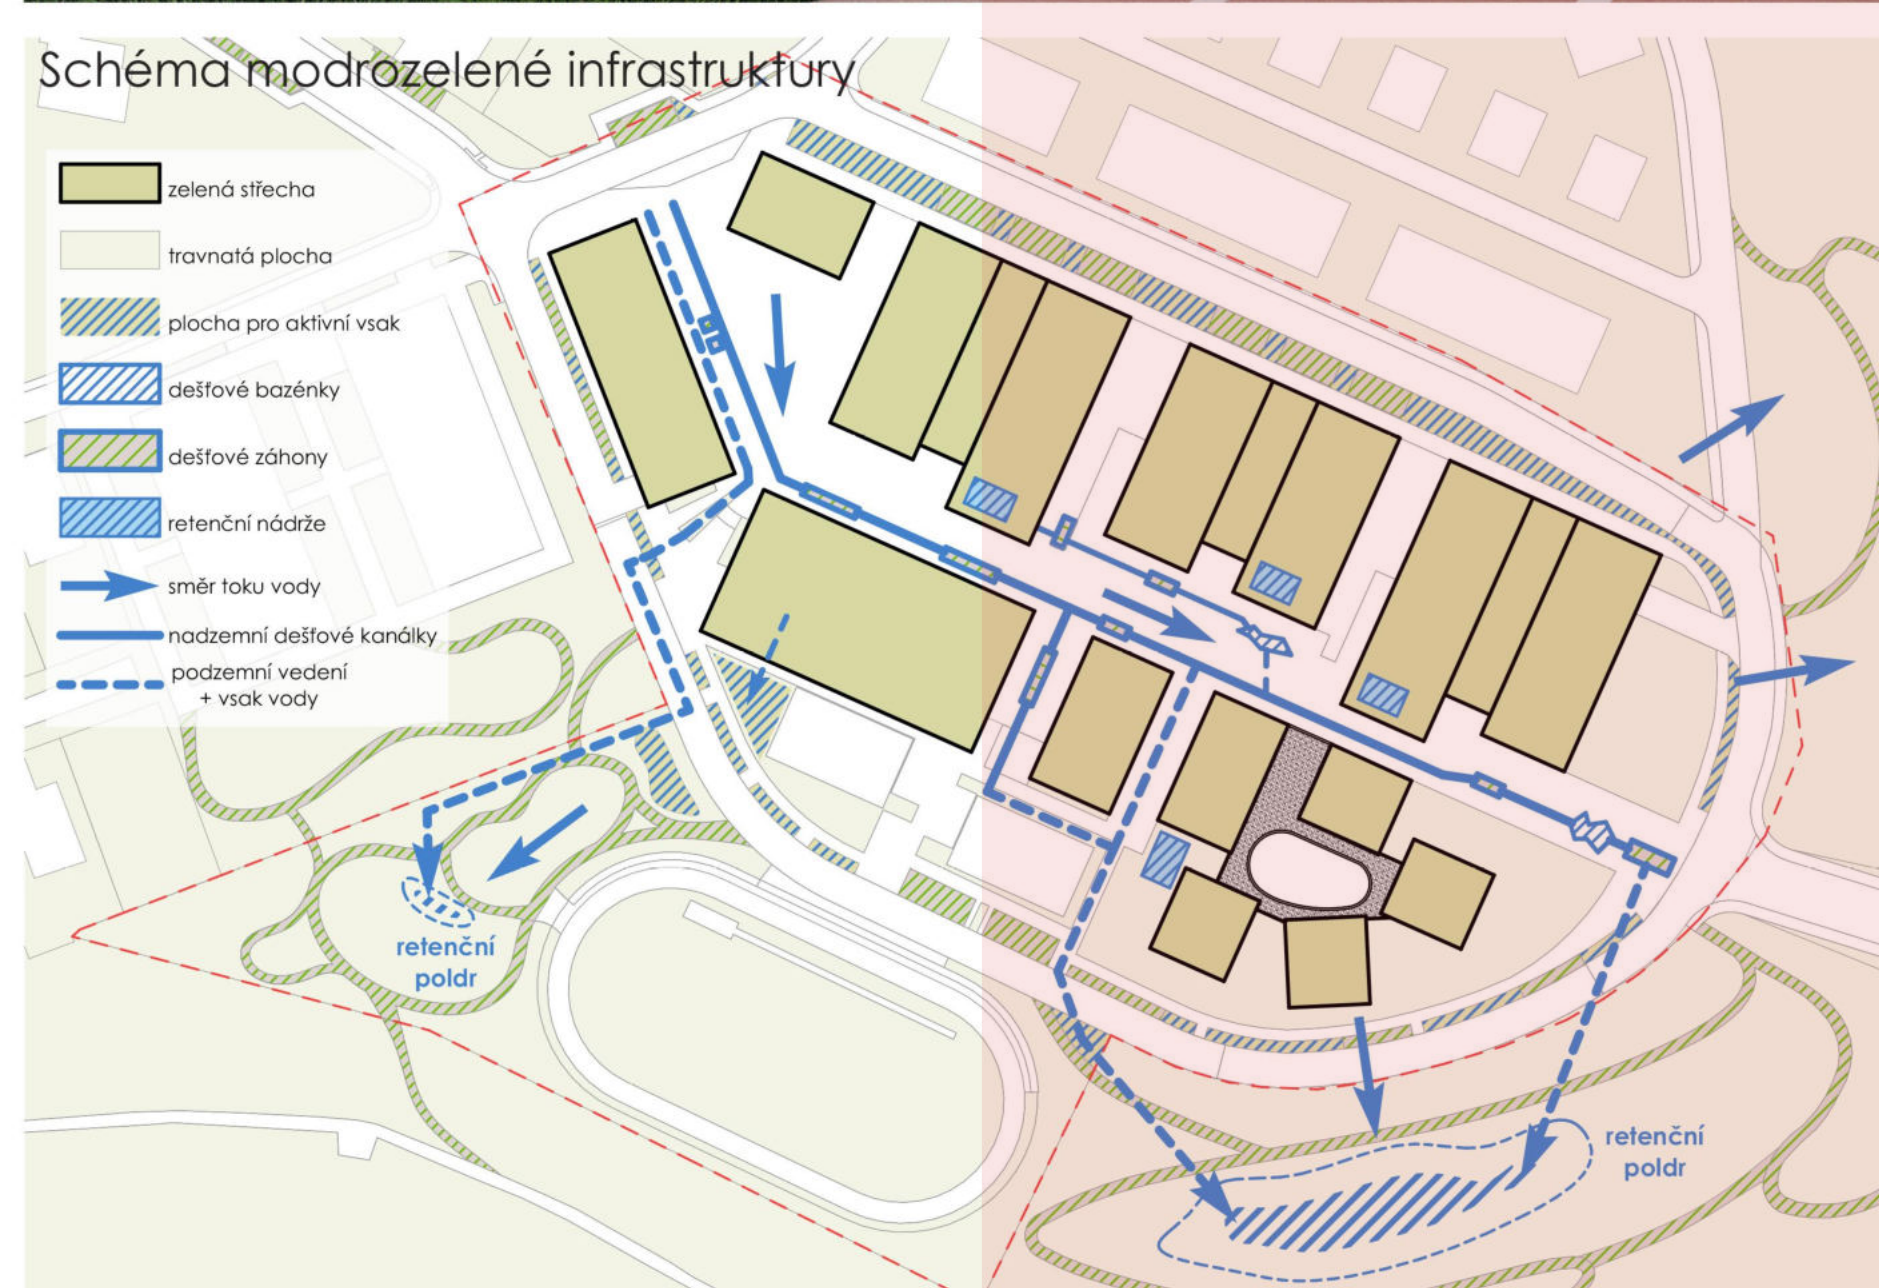 Schéma modrozelené infrastruktury
zelená střecha
travnatá plocha
plocha pro aktivní vsak
dešťové bazénky
dešťové záhony
retenční nádrže
směr toku vody
nadzemní dešťové kanálky
podzemní vedení
+ vsak vody
retenční
poldr
retenční
poldr